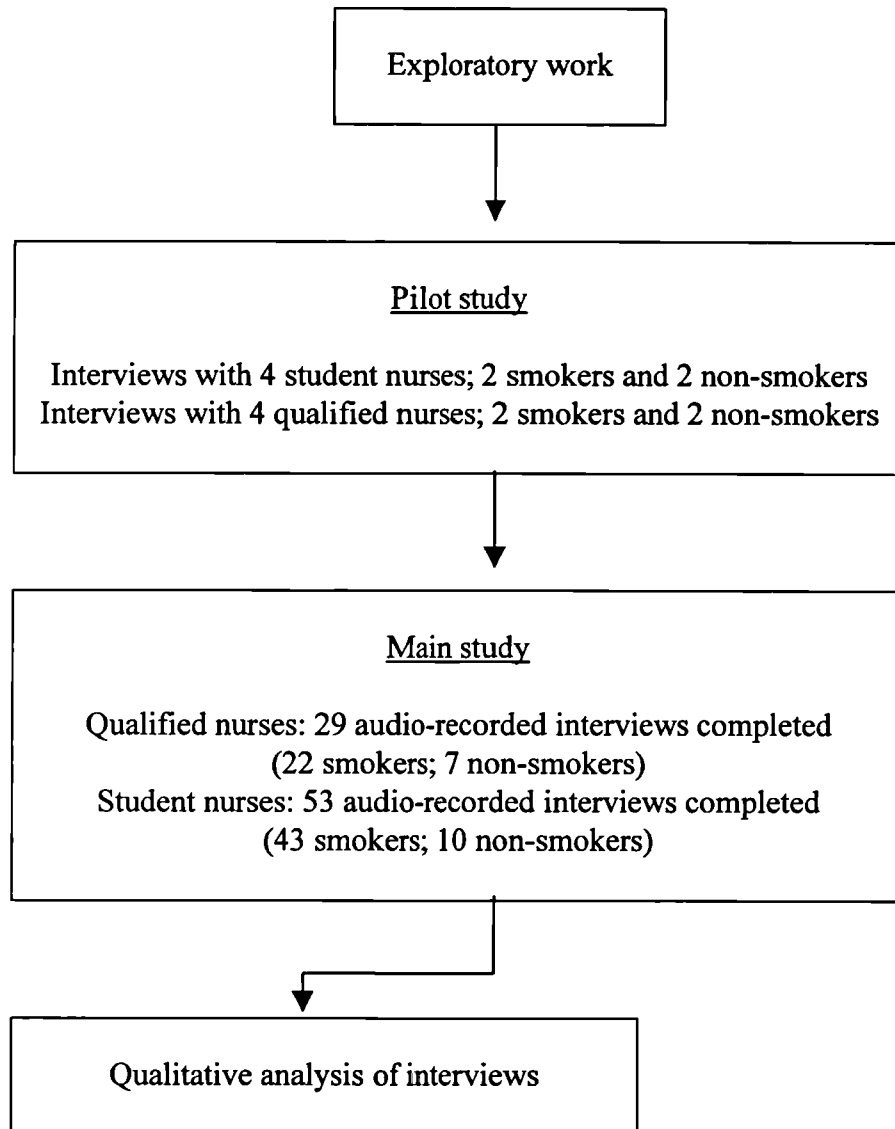 Exploratory work
Pilot study
Interviews with 4 student nurses; 2 smokers and 2 non-smokers
Interviews with 4 qualified nurses; 2 smokers and 2 non-smokers
Main study
Qualified nurses: 29 audio-recorded interviews completed
(22 smokers; 7 non-smokers)
Student nurses: 53 audio-recorded interviews completed
(43 smokers; 10 non-smokers)
Qualitative analysis of interviews